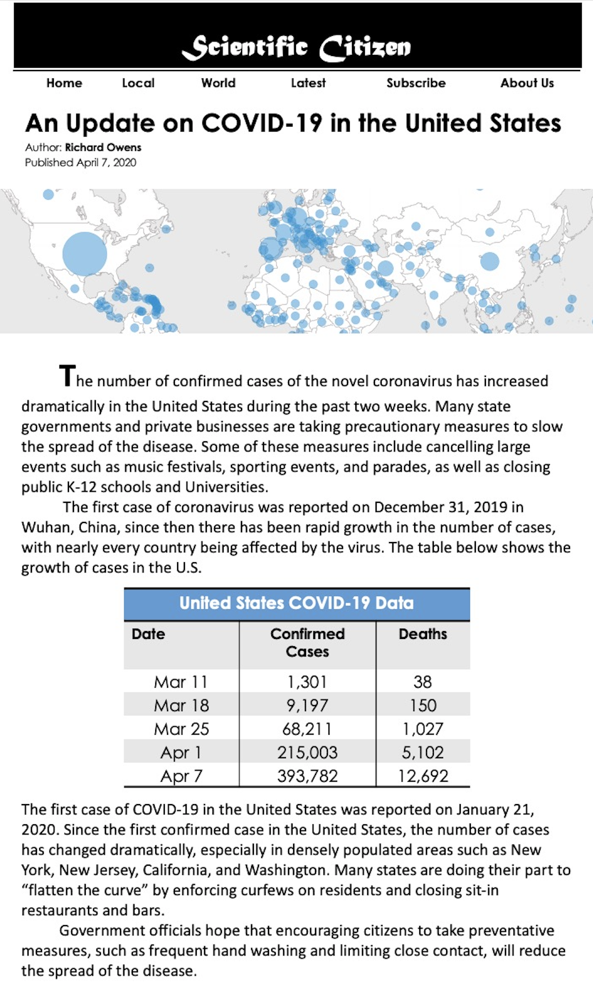 Scientific Citizen
Home Local World Latest Subscribe About Us
An Update on COVID-19 in the United States
Author: Richard Owens
Published April 7, 2020
The number of confirmed cases of the novel coronavirus has increased
dramatically in the United States during the past two weeks. Many state
governments and private businesses are taking precautionary measures to slow
the spread of the disease. Some of these measures include cancelling large
events such as music festivals, sporting events, and parades, as well as closing
public K-12 schools and Universities.
The first case of coronavirus was reported on December 31, 2019 in
Wuhan, China, since then there has been rapid growth in the number of cases,
with nearly every country being affected by the virus. The table below shows the
growth of cases in the U.S.
United States COVID-19 Data
Date Confirmed Deaths
Cases
Mar 11 1,301 38
Mar 18 9,197 150
Mar 25 68,211 1,027
Apr 1 215,003 5,102
Apr 7 393,782 12,692
The first case of COVID-19 in the United States was reported on January 21,
2020. Since the first confirmed case in the United States, the number of cases
has changed dramatically, especially in densely populated areas such as New
York, New Jersey, California, and Washington. Many states are doing their part to
“flatten the curve” by enforcing curfews on residents and closing sit-in
restaurants and bars.
Government officials hope that encouraging citizens to take preventative
measures, such as frequent hand washing and limiting close contact, will reduce
the spread of the disease.